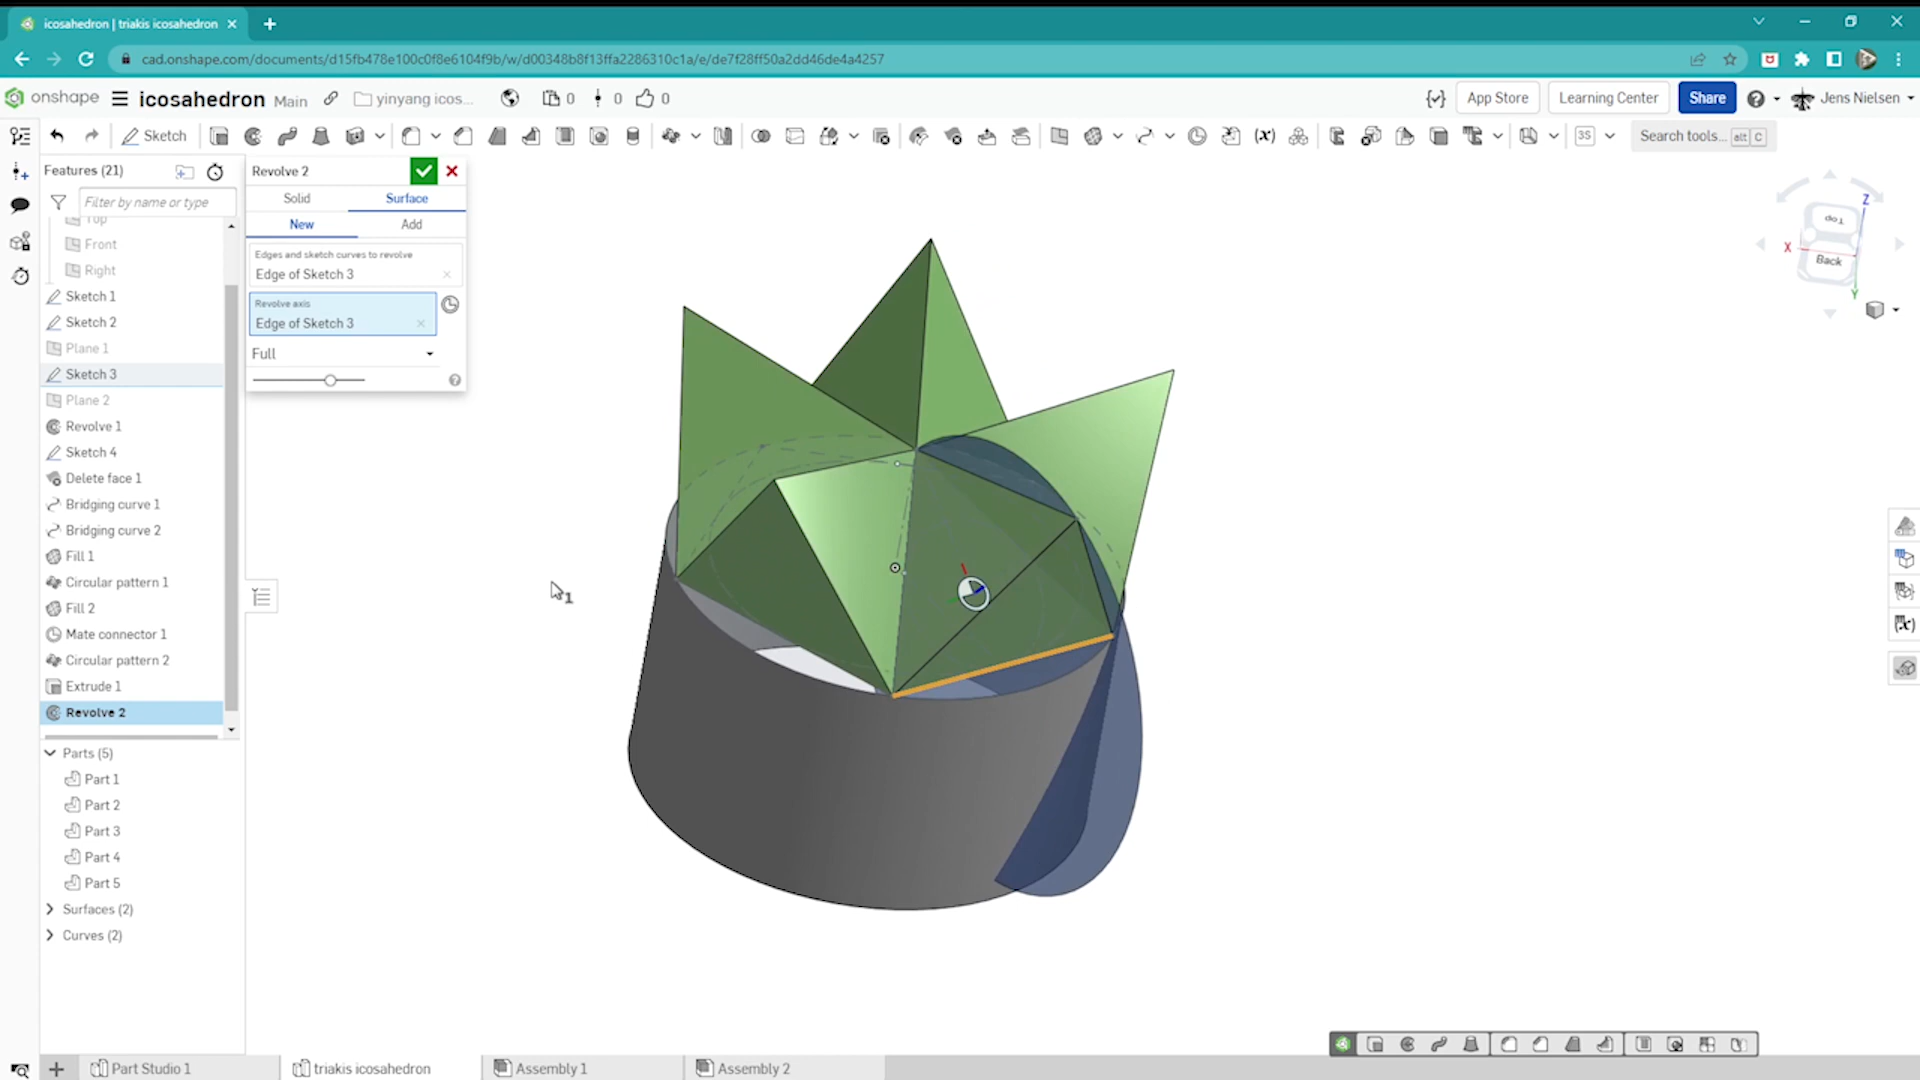 icosahedron | triakis icosahedron
cad.onshape.com/documents/d15fb478e100c0f8e6104f9b/w/d00348b8f13ffa2286310c1a/e/de7f28ff50a2dd46de4a4257
onshape icosahedron Main yinyang icos... 0 0 0 App Store Learning Center Share Jens Nielsen
Sketch (x) 3S Search tools... alt C
Features (21)
Filter by name or type
Top
Front
Right
Sketch 1
Sketch 2
Plane 1
Sketch 3
Plane 2
Revolve 1
Sketch 4
Delete face 1
Bridging curve 1
Bridging curve 2
Fill 1
Circular pattern 1
Fill 2
Mate connector 1
Circular pattern 2
Extrude 1
Revolve 2
Parts (5)
Part 1
Part 2
Part 3
Part 4
Part 5
Surfaces (2)
Curves (2)
Revolve 2
Solid Surface
New Add
Edges and sketch curves to revolve
Edge of Sketch 3
Revolve axis
Edge of Sketch 3
Full
1
Z
Top
X
Back
Y
(x)
Part Studio 1 triakis icosahedron Assembly 1 Assembly 2